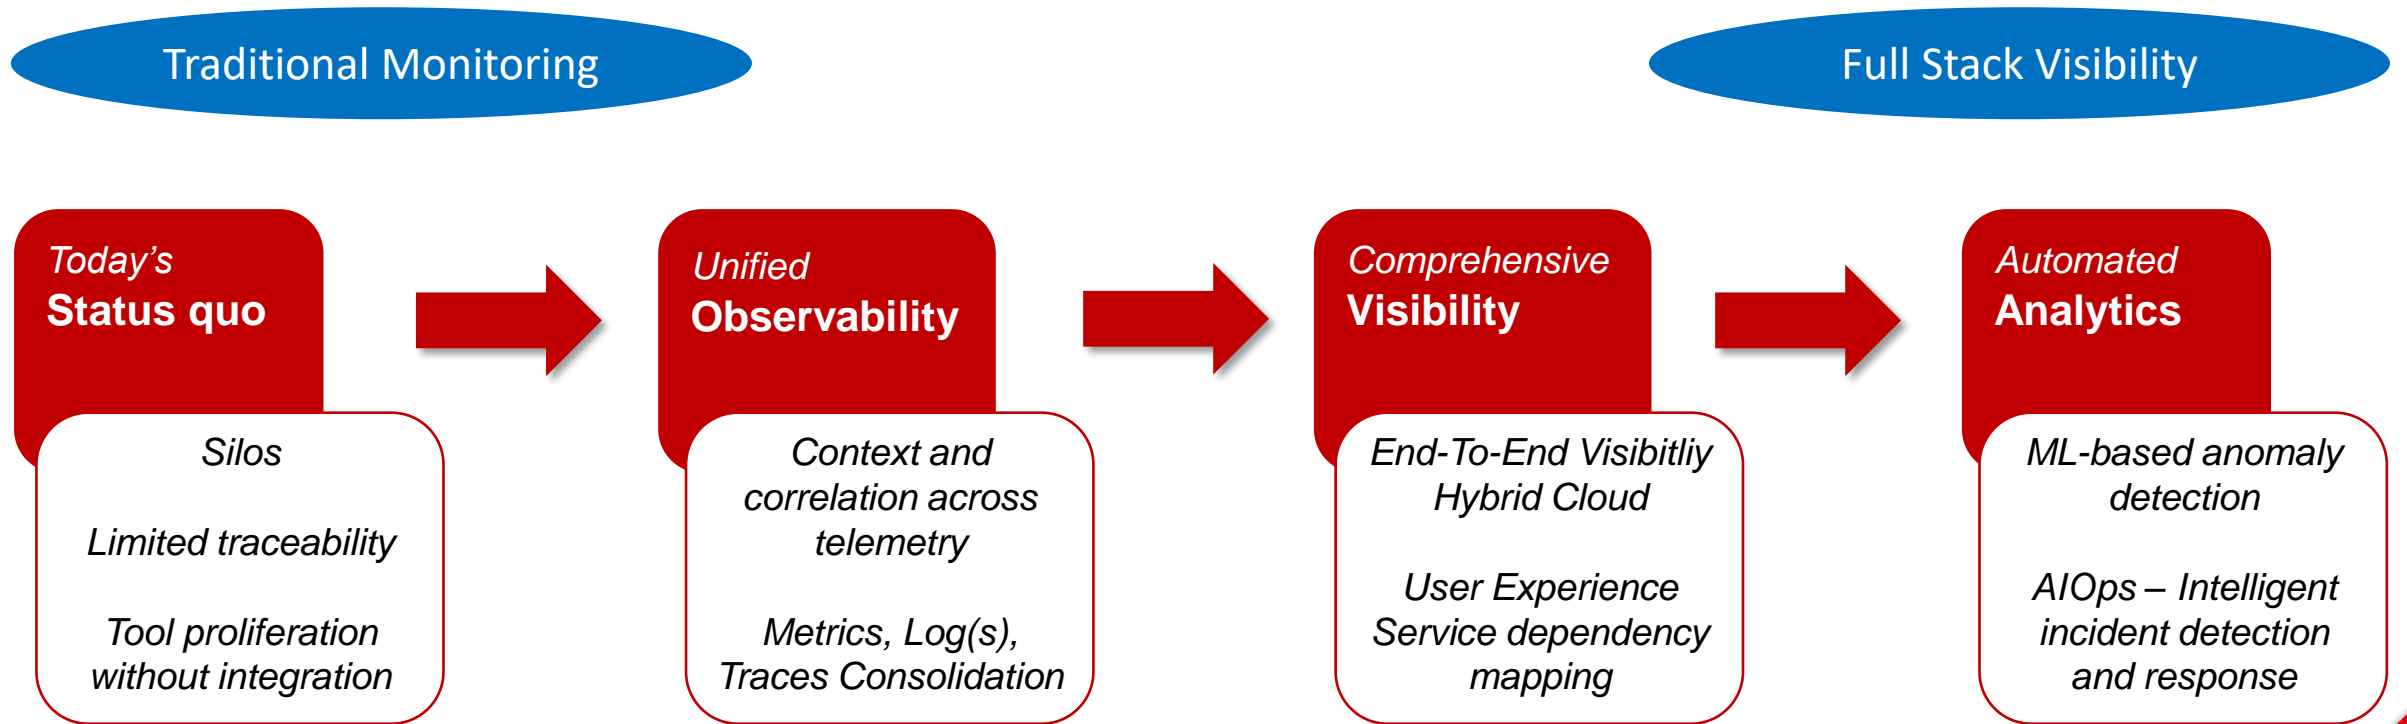 Traditional Monitoring
Full Stack Visibility
Today’s
Status quo
Silos
Limited traceability
Tool proliferation
without integration
Unified
Observability
Context and
correlation across
telemetry
Metrics, Log(s),
Traces Consolidation
Comprehensive
Visibility
End-To-End Visibitliy
Hybrid Cloud
User Experience
Service dependency
mapping
Automated
Analytics
ML-based anomaly
detection
AIOps – Intelligent
incident detection
and response